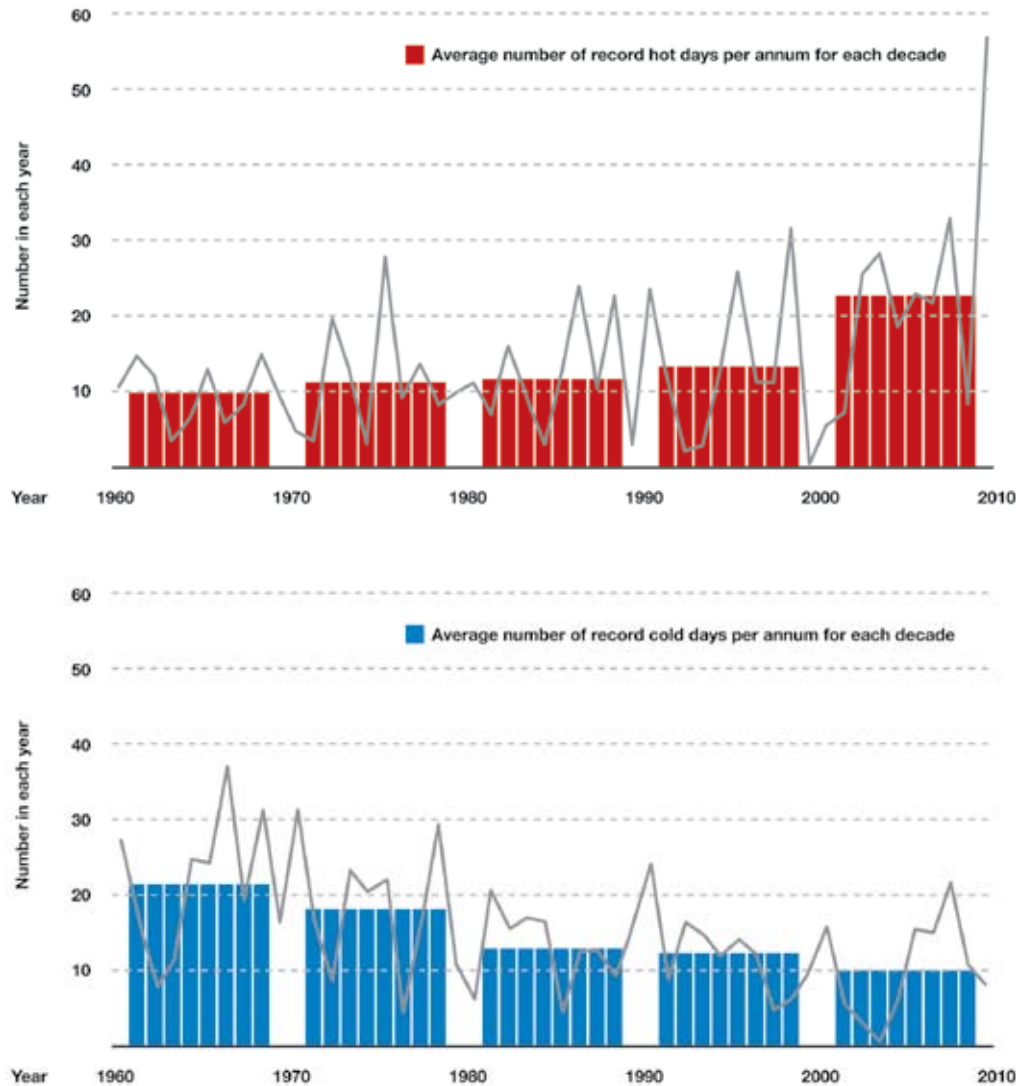 60
Average number of record hot days per annum for each decade
50
40
30
20
10
Number in each year
Year 1960 1970 1980 1990 2000 2010
60
Average number of record cold days per annum for each decade
50
40
30
20
10
Number in each year
Year 1960 1970 1980 1990 2000 2010